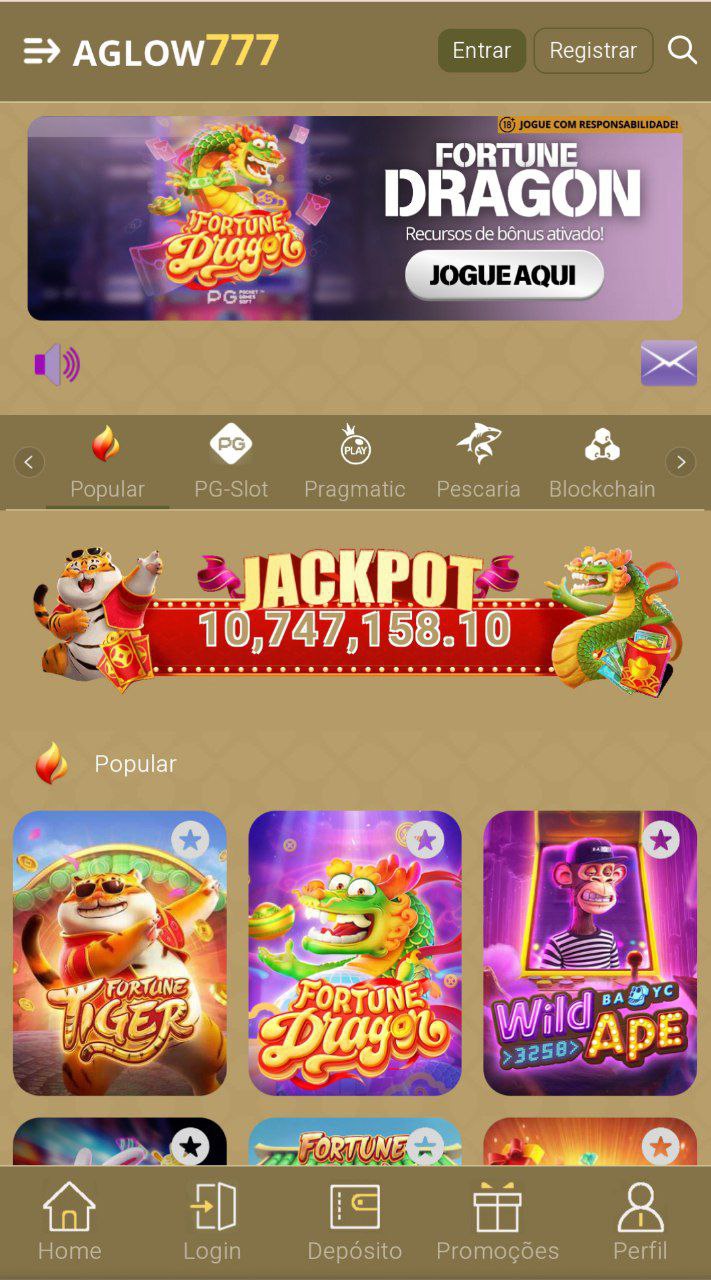 AGLOW777
Entrar
Registrar
18+ JOGUE COM RESPONSABILIDADE!
FORTUNE
DRAGON
Recursos de bônus ativado!
JOGUE AQUI
FORTUNE
Dragon
PG POCKET GAMES SOFT
Popular
PG-Slot
Pragmatic
Pescaria
Blockchain
PG
PLAY
JACKPOT
10,747,158.10
Popular
FORTUNE
TIGER
FORTUNE
Dragon
Wild
BAYC
>3258>
APE
FORTUNE
Home
Login
Depósito
Promoções
Perfil